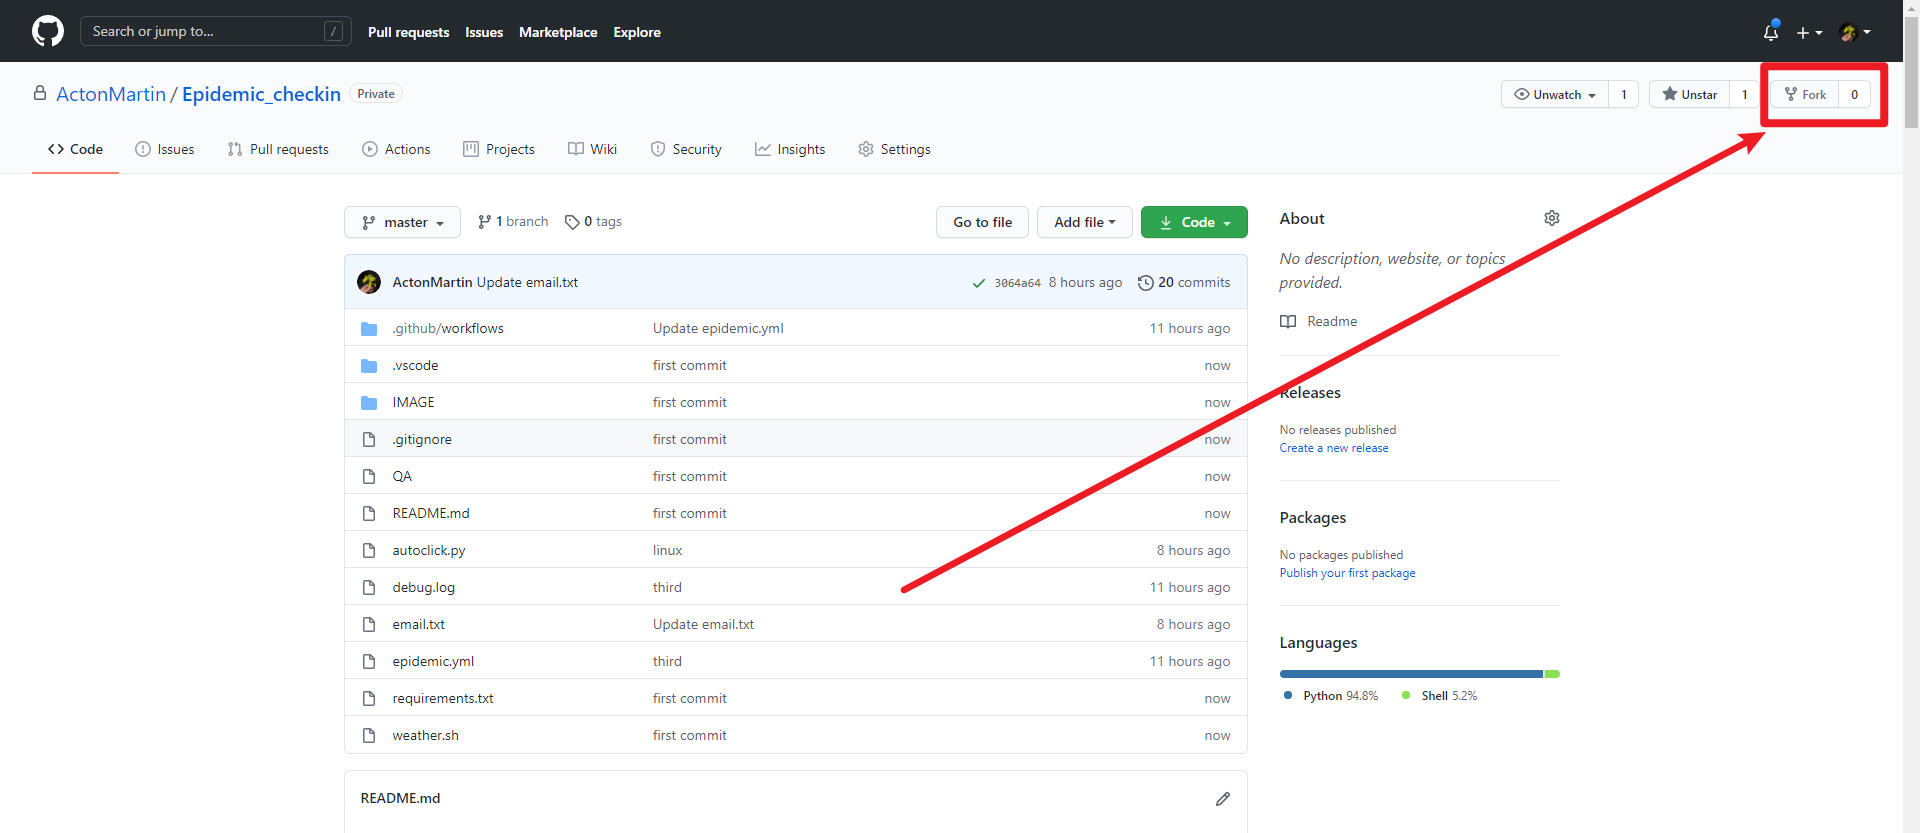 Search or jump to... /
Pull requests Issues Marketplace Explore
ActonMartin / Epidemic_checkin Private
Unwatch 1 Unstar 1 Fork 0
Code Issues Pull requests Actions Projects Wiki Security Insights Settings
master 1 branch 0 tags Go to file Add file Code
ActonMartin Update email.txt 3064a64 8 hours ago 20 commits
.github/workflows Update epidemic.yml 11 hours ago
.vscode first commit now
IMAGE first commit now
.gitignore first commit now
QA first commit now
README.md first commit now
autoclick.py linux 8 hours ago
debug.log third 11 hours ago
email.txt Update email.txt 8 hours ago
epidemic.yml third 11 hours ago
requirements.txt first commit now
weather.sh first commit now
README.md
About
No description, website, or topics
provided.
Readme
Releases
No releases published
Create a new release
Packages
No packages published
Publish your first package
Languages
Python 94.8% Shell 5.2%